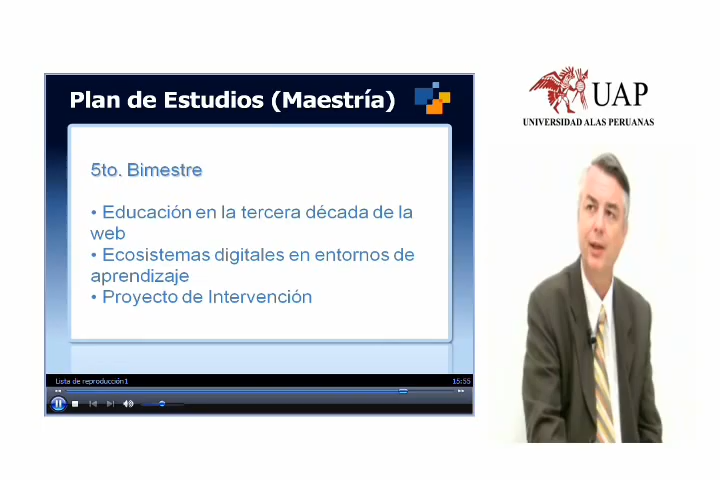 Plan de Estudios (Maestría)
5to. Bimestre
• Educación en la tercera década de la
web
• Ecosistemas digitales en entornos de
aprendizaje
• Proyecto de Intervención
Lista de reproducción1
15:55
UAP
UNIVERSIDAD ALAS PERUANAS